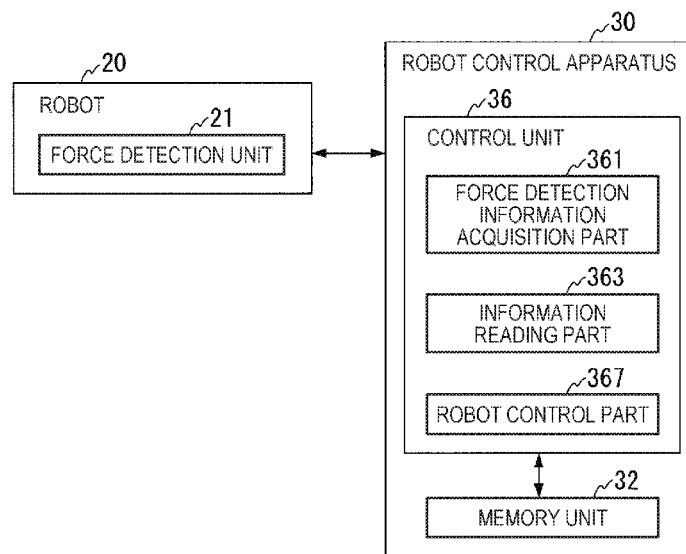 20
ROBOT
21
FORCE DETECTION UNIT
30
ROBOT CONTROL APPARATUS
36
CONTROL UNIT
361
FORCE DETECTION
INFORMATION
ACQUISITION PART
363
INFORMATION
READING PART
367
ROBOT CONTROL PART
32
MEMORY UNIT